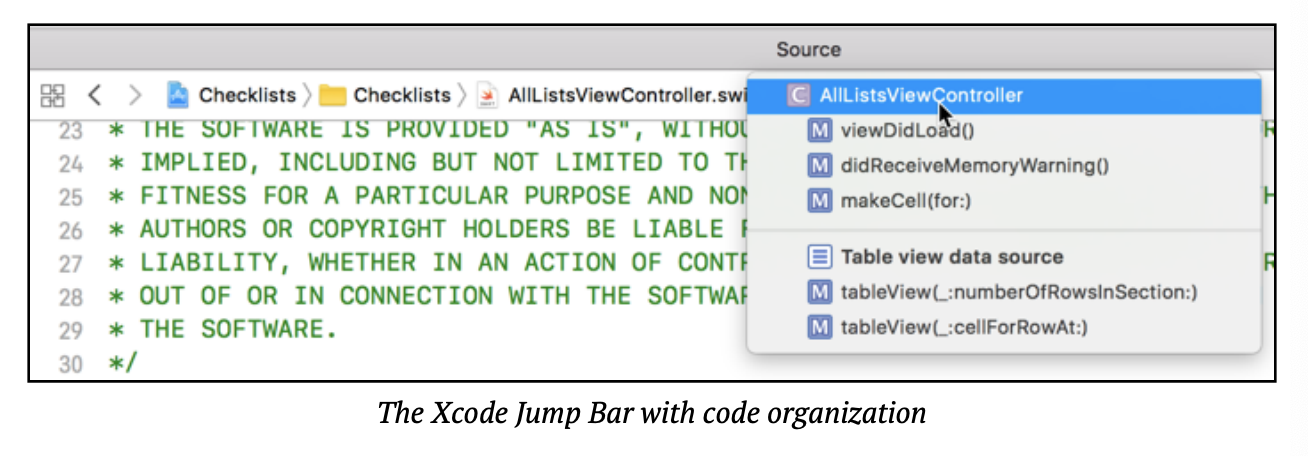 Source
Checklists Checklists AllListsViewController.swi
AllListsViewController
viewDidLoad()
didReceiveMemoryWarning()
makeCell(for:)
Table view data source
tableView(_:numberOfRowsInSection:)
tableView(_:cellForRowAt:)
23 * THE SOFTWARE IS PROVIDED "AS IS", WITHOU
24 * IMPLIED, INCLUDING BUT NOT LIMITED TO TH
25 * FITNESS FOR A PARTICULAR PURPOSE AND NON
26 * AUTHORS OR COPYRIGHT HOLDERS BE LIABLE F
27 * LIABILITY, WHETHER IN AN ACTION OF CONTR
28 * OUT OF OR IN CONNECTION WITH THE SOFTWAR
29 * THE SOFTWARE.
30 */
The Xcode Jump Bar with code organization